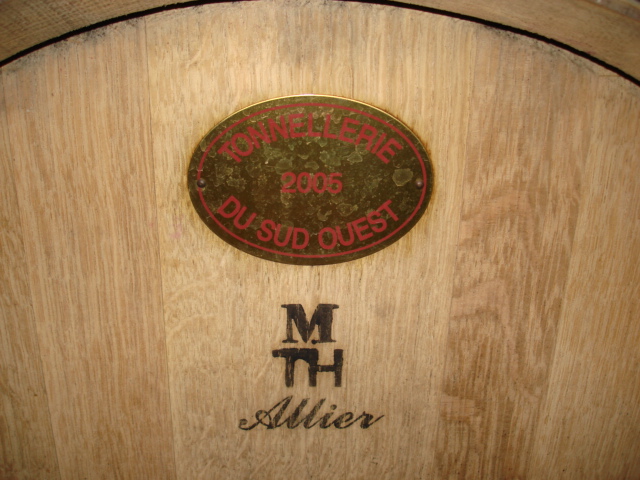 TONNELLERIE
2006
DU SUD OUEST
M
TH
Allier